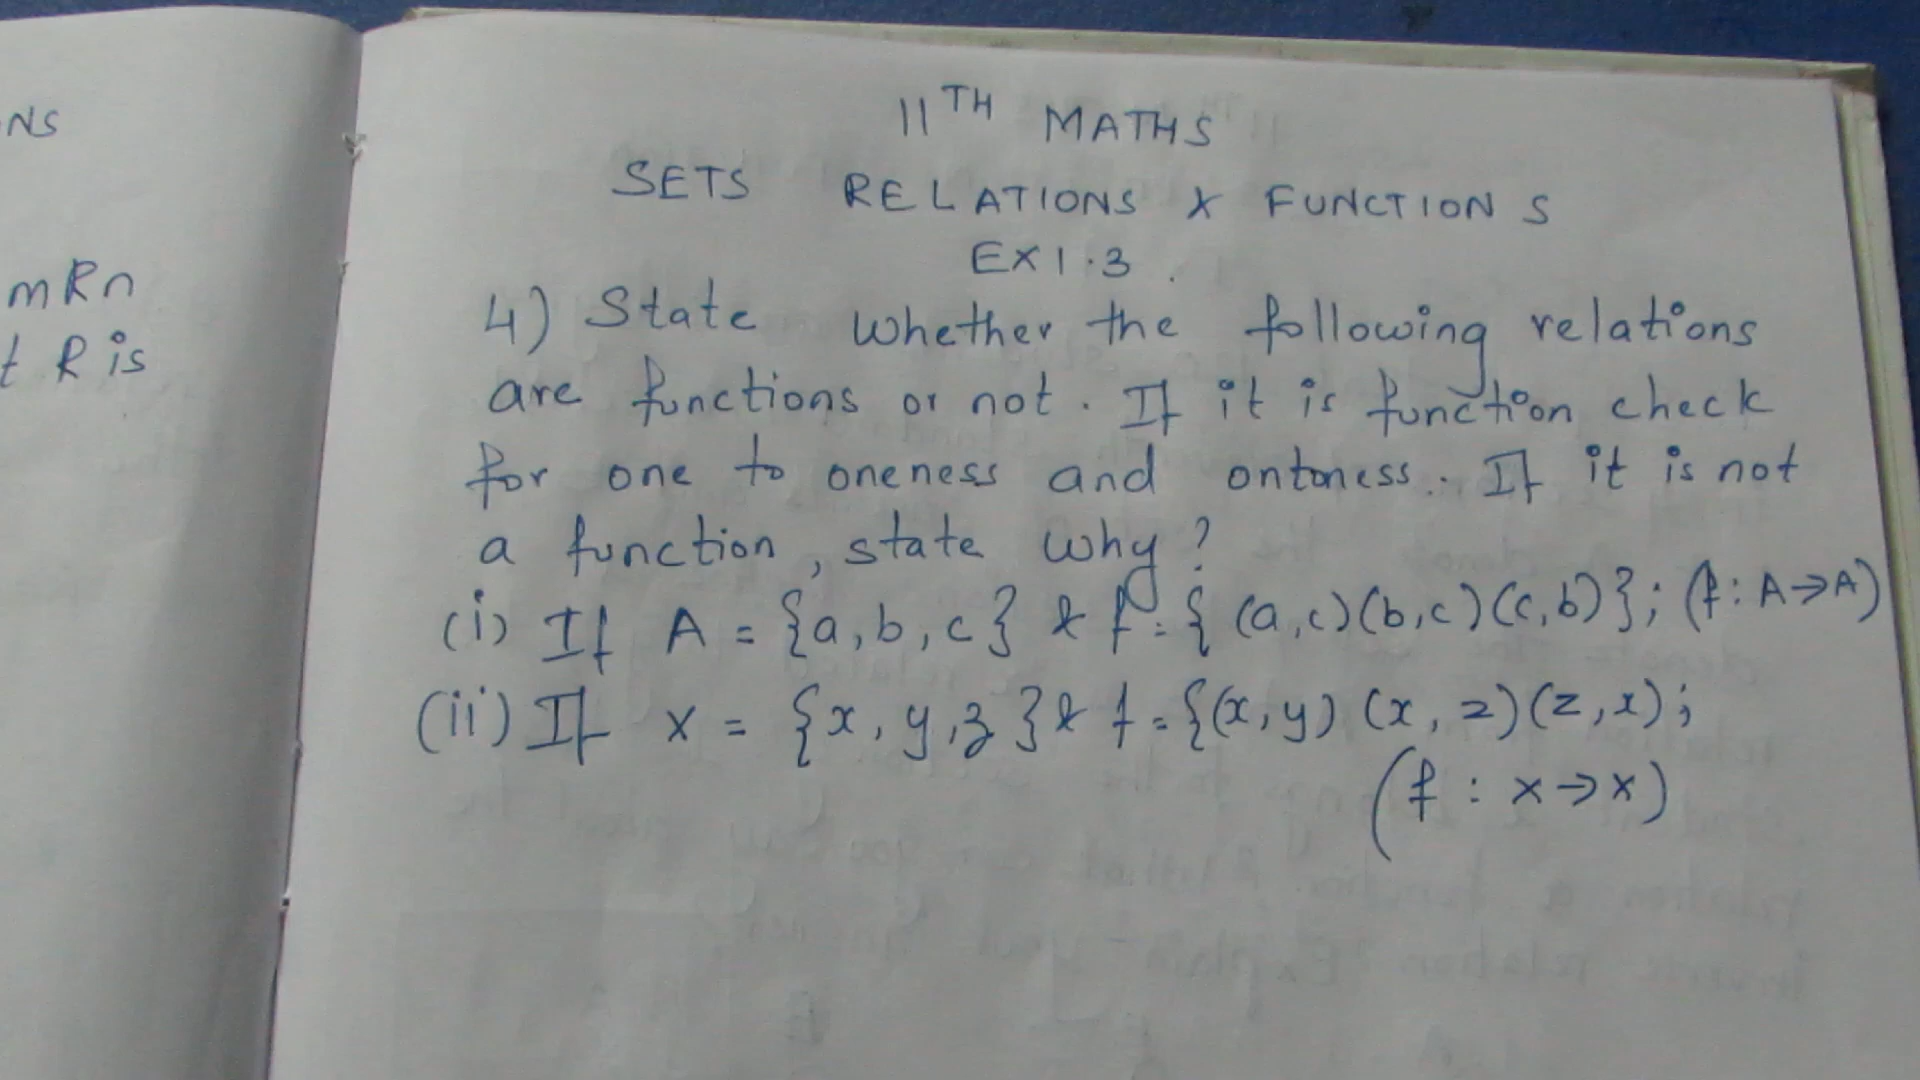 NS
mRn
t R is
11TH MATHS
SETS RELATIONS & FUNCTIONS
EX 1.3
4) State whether the following relations
are functions or not. If it is function check
for one to oneness and ontoness. If it is not
a function, state why?
(i) If A = {a, b, c} & f = { (a,c)(b,c)(c,b)}; (f: A→A)
(ii) If x = {x, y, z} & f = {(x,y) (x, z)(z,x);
(f : x→x)